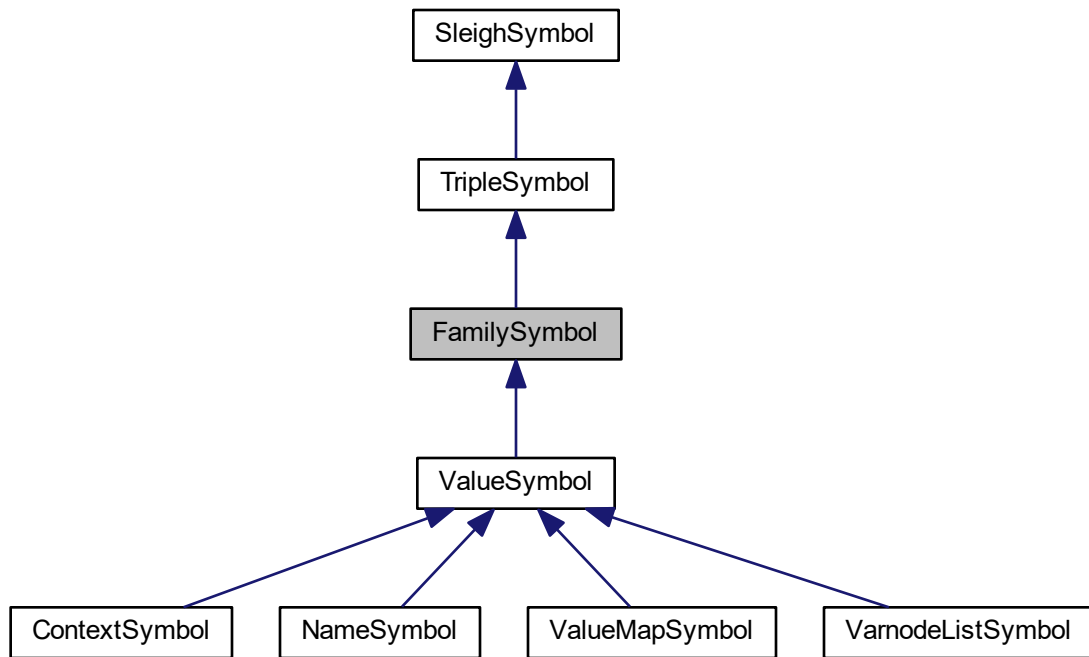 SleighSymbol
TripleSymbol
FamilySymbol
ValueSymbol
ContextSymbol
NameSymbol
ValueMapSymbol
VarnodeListSymbol